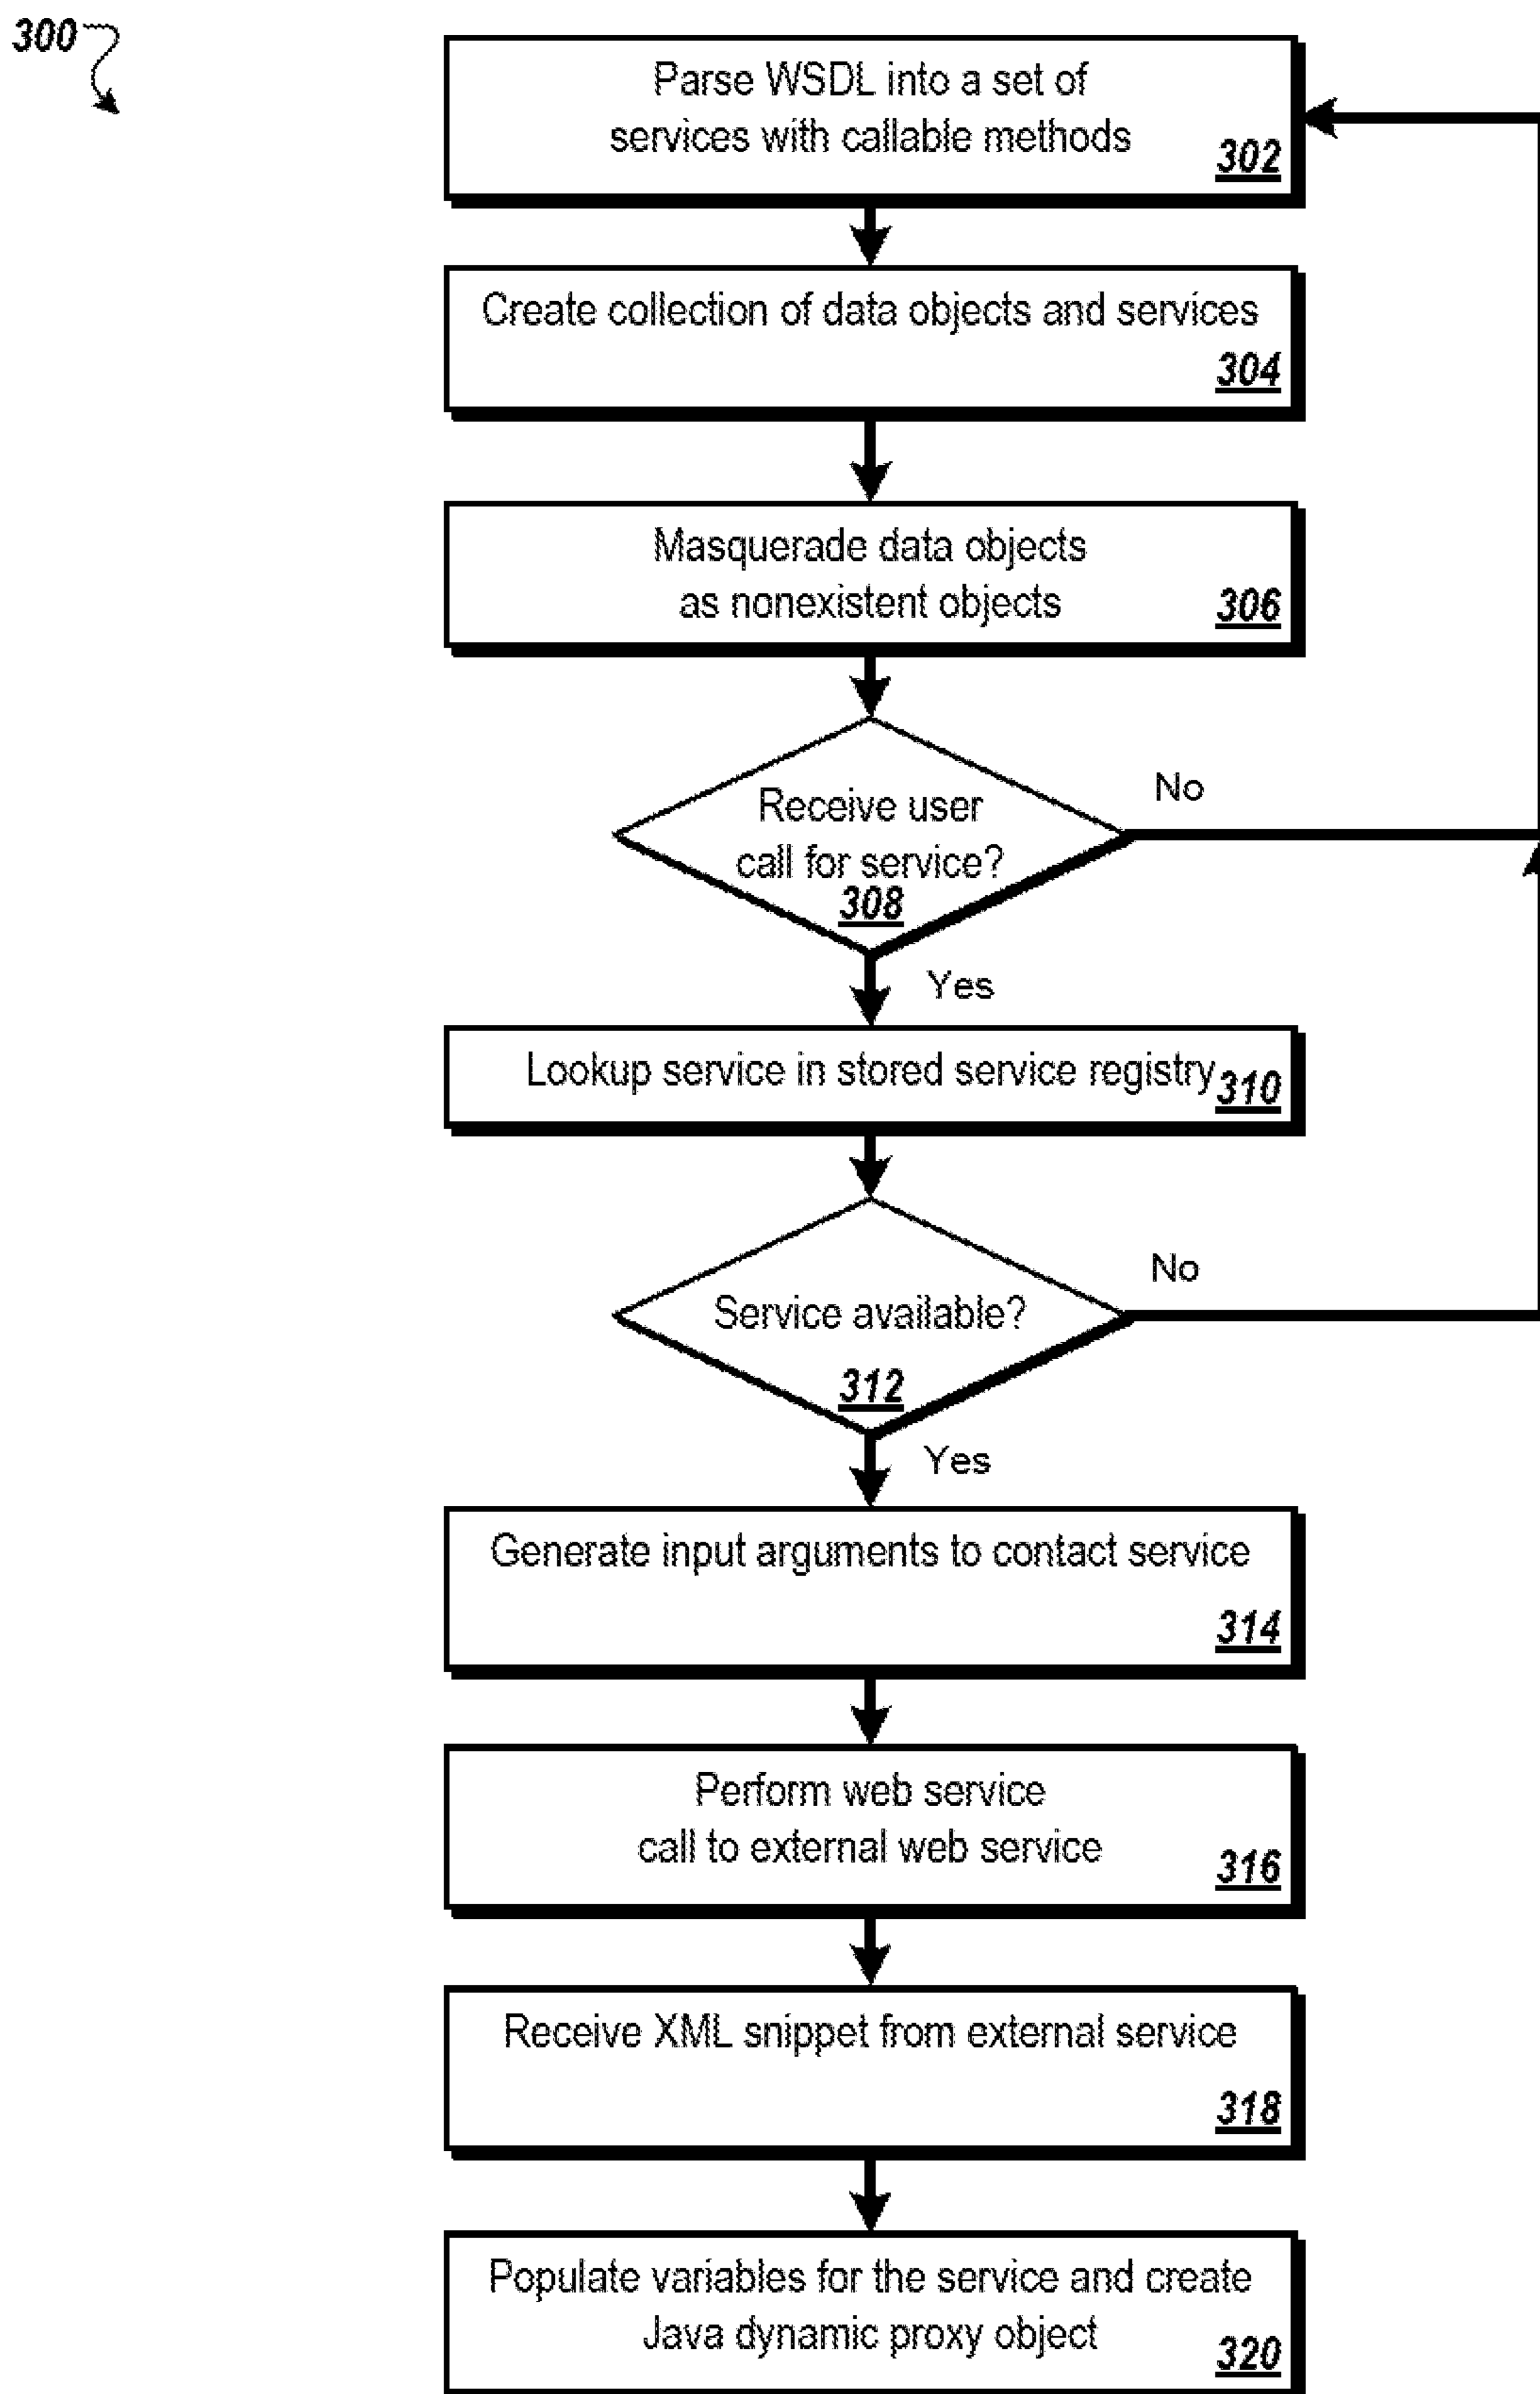 300
Parse WSDL into a set of
services with callable methods
302
Create collection of data objects and services
304
Masquerade data objects
as nonexistent objects
306
Receive user
call for service?
308
No
Yes
Lookup service in stored service registry
310
Service available?
312
No
Yes
Generate input arguments to contact service
314
Perform web service
call to external web service
316
Receive XML snippet from external service
318
Populate variables for the service and create
Java dynamic proxy object
320